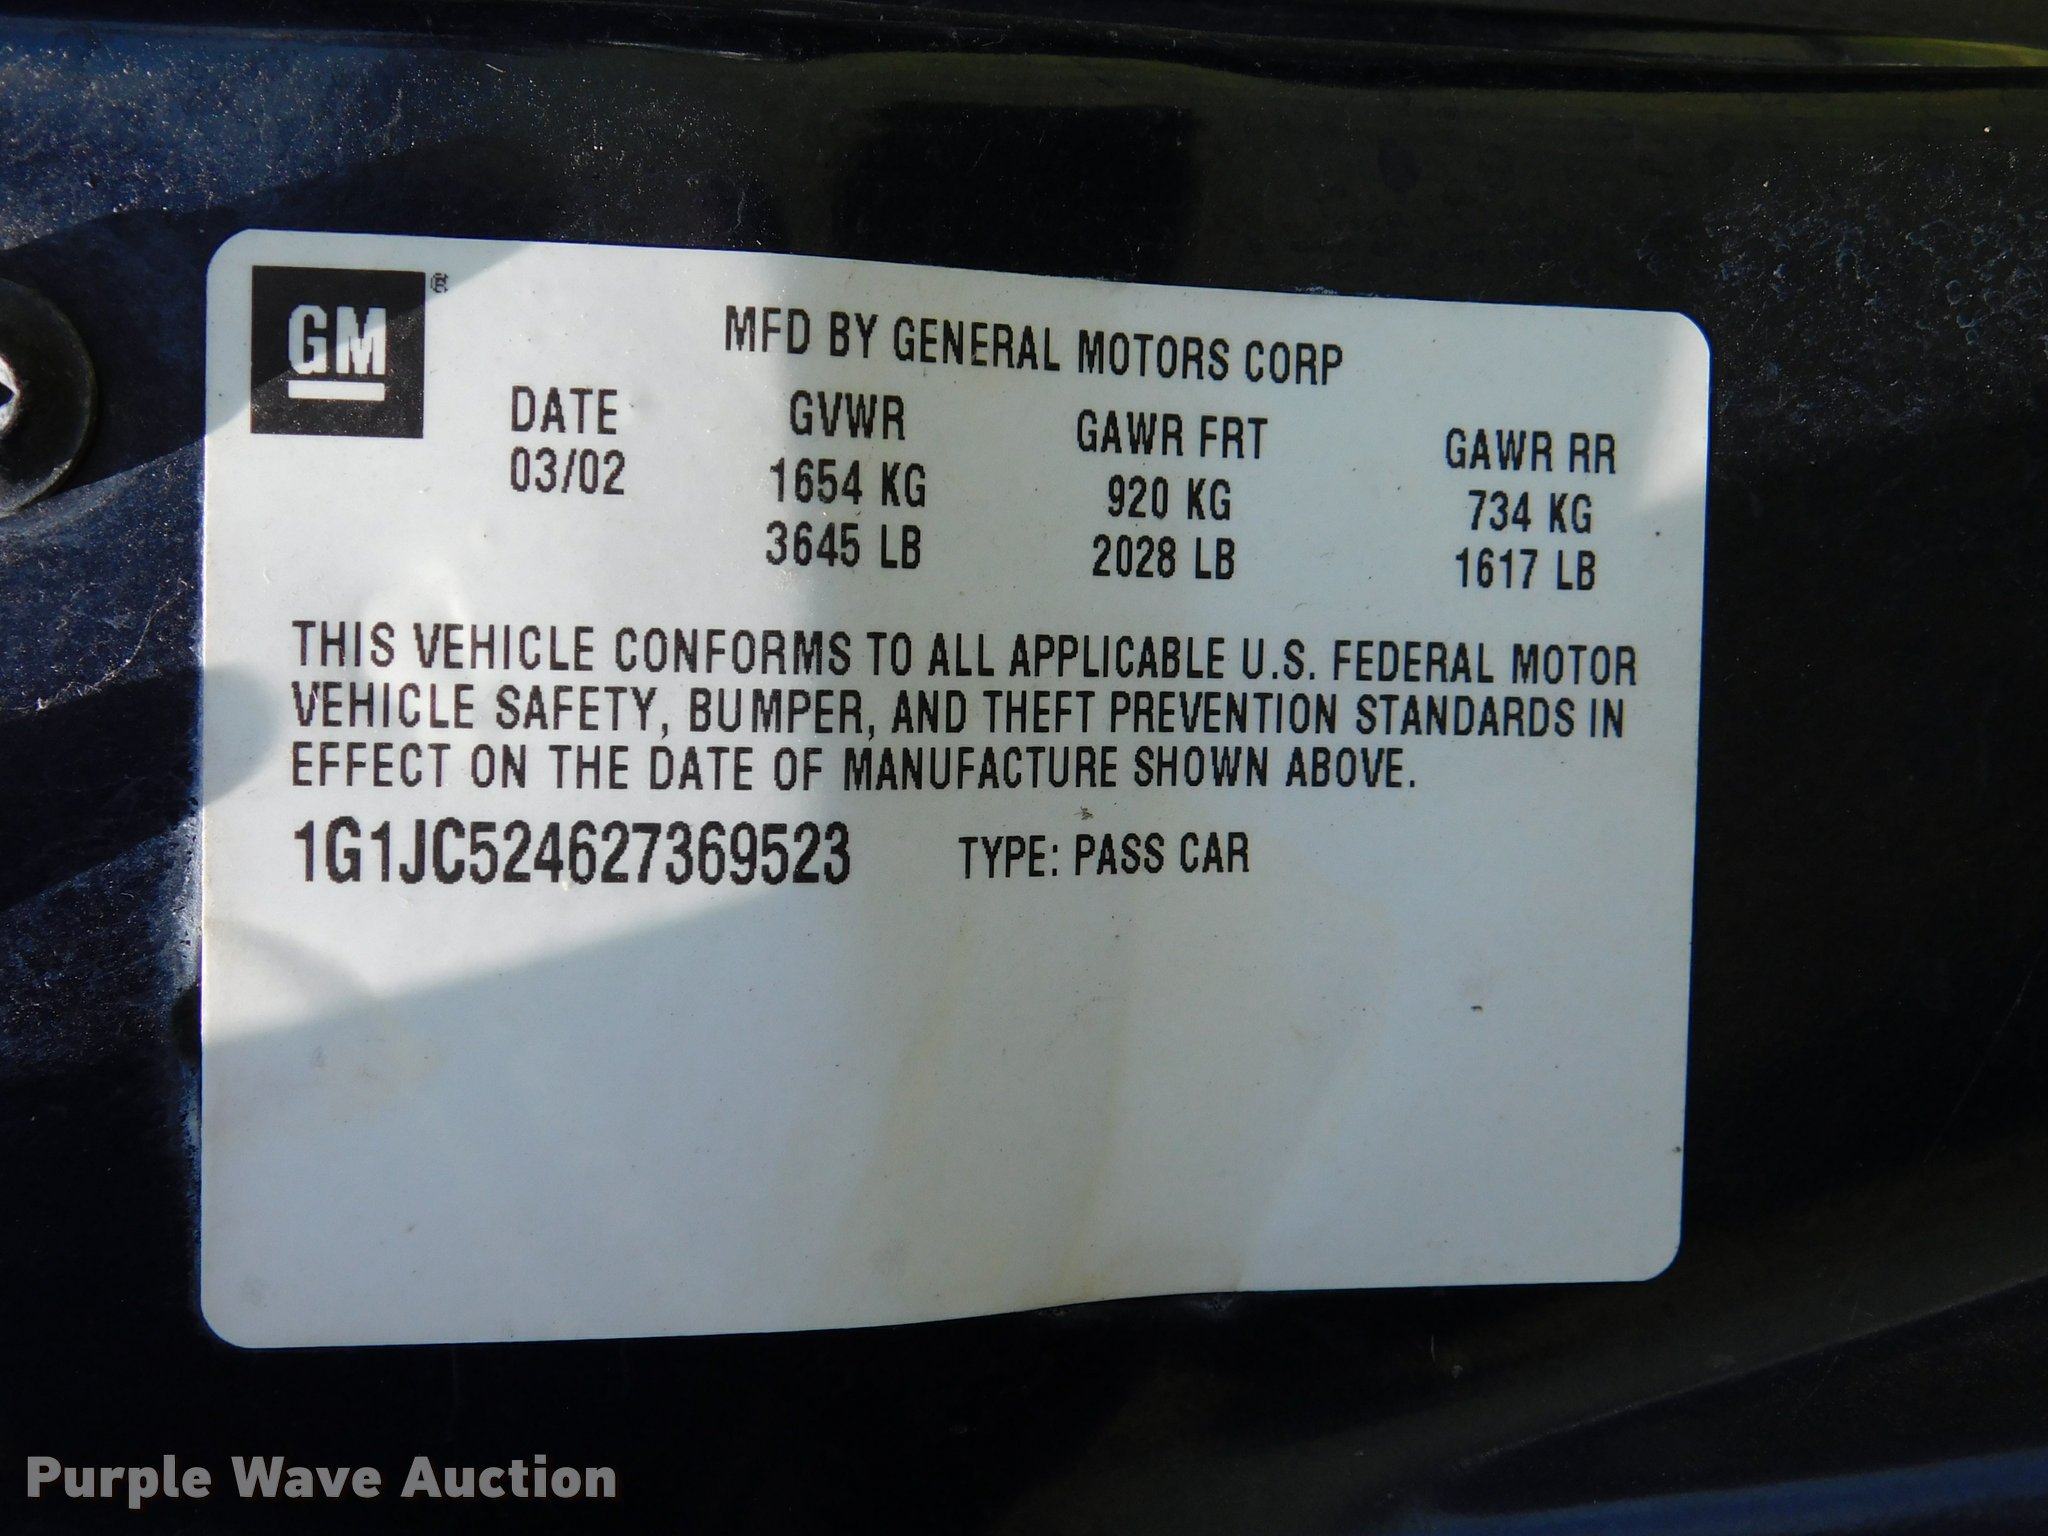 GM ®
MFD BY GENERAL MOTORS CORP
DATE GVWR GAWR FRT GAWR RR
03/02 1654 KG 920 KG 734 KG
3645 LB 2028 LB 1617 LB
THIS VEHICLE CONFORMS TO ALL APPLICABLE U.S. FEDERAL MOTOR
VEHICLE SAFETY, BUMPER, AND THEFT PREVENTION STANDARDS IN
EFFECT ON THE DATE OF MANUFACTURE SHOWN ABOVE.
1G1JC524627369523 TYPE: PASS CAR
Purple Wave Auction